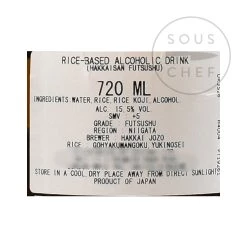 SOUS
CHEF
RICE-BASED ALCOHOLIC DRINK
(HAKKAISAN FUTSUSHU)
720 ML
INGREDIENTS:WATER,RICE,RICE KOJI,ALCOHOL
ALC. 15.5% VOL.
SMV +5
GRADE FUTSUSHU
REGION : NIIGATA
BREWER : HAKKAI JOZO
RICE : GOHYAKUMANGOKU,YUKINOSEI
STORE IN A COOL DRY PLACE AWAY FROM DIRECT SUNLIGHT
PRODUCT OF JAPAN